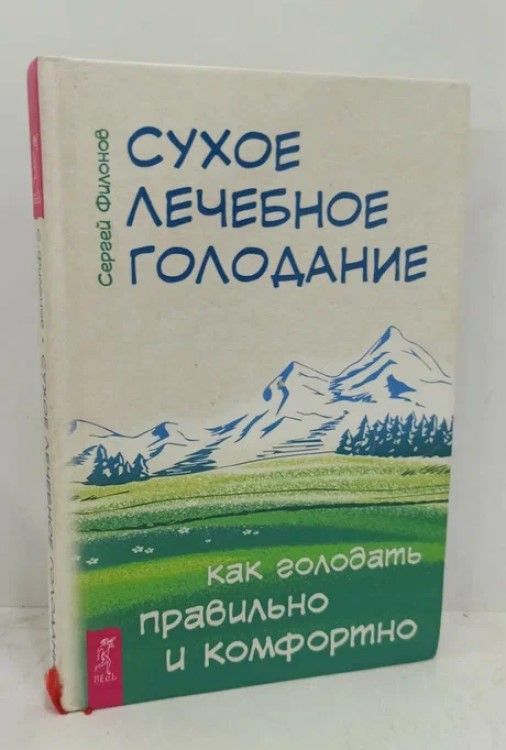 Сергей Филонов
СУХОЕ
ЛЕЧЕБНОЕ
ГОЛОДАНИЕ
как голодать
правильно
и комфортно
ВЕСЬ